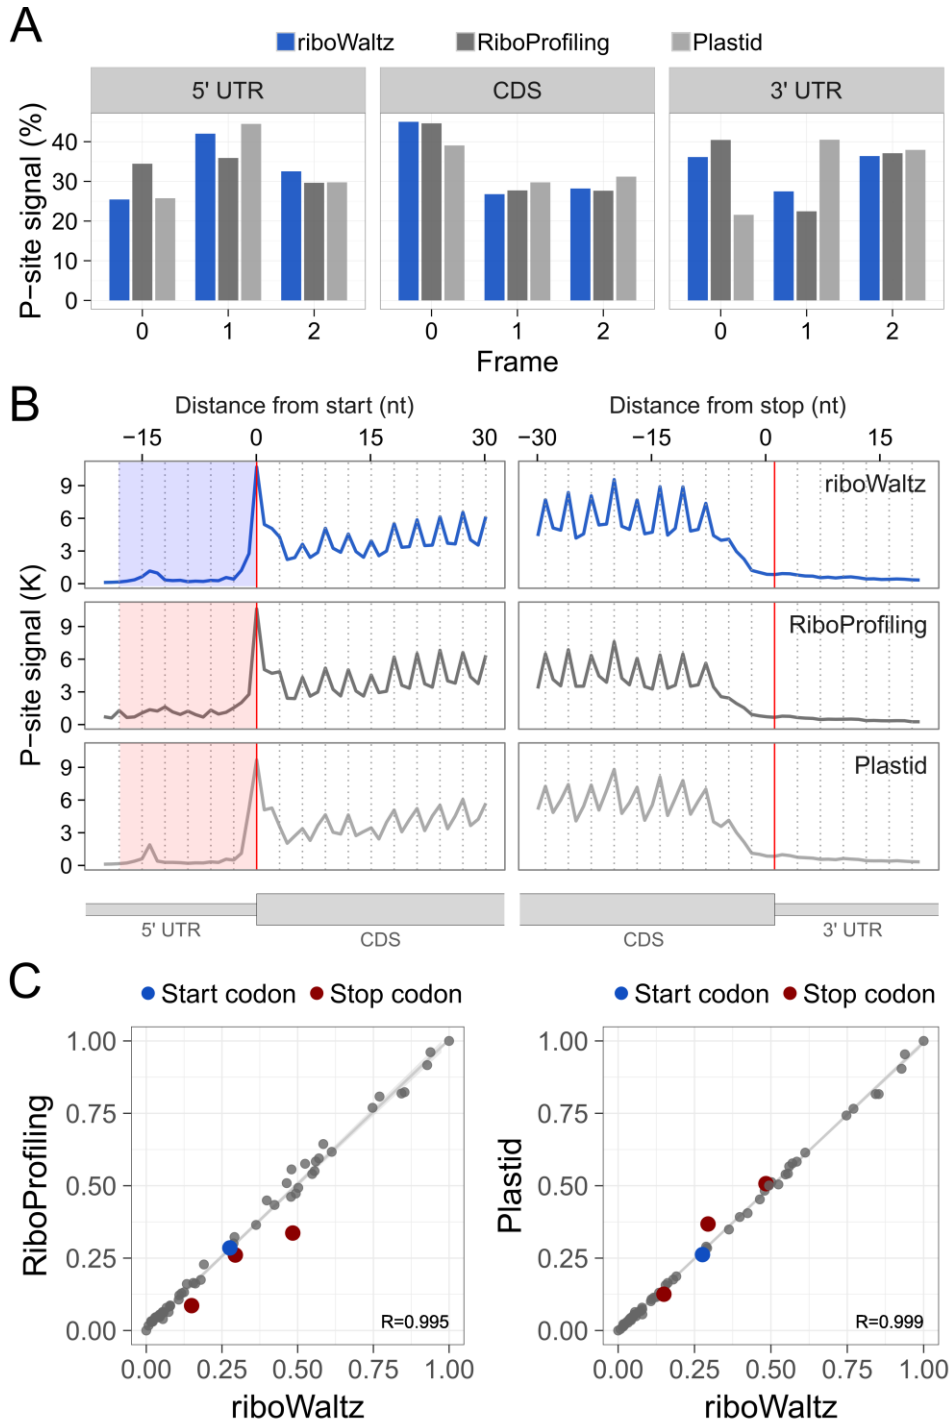 A
riboWaltz RiboProfiling Plastid
5' UTR CDS 3' UTR
P−site signal (%)
40
30
20
10
0
0 1 2 0 1 2 0 1 2
Frame
B
Distance from start (nt) Distance from stop (nt)
−15 0 15 30 −30 −15 0 15
P−site signal (K)
riboWaltz
9
6
3
0
RiboProfiling
9
6
3
0
Plastid
9
6
3
0
5' UTR CDS CDS 3' UTR
C
Start codon Stop codon Start codon Stop codon
RiboProfiling
1.00
0.75
0.50
0.25
0.00
R=0.995
0.00 0.25 0.50 0.75 1.00
riboWaltz
Plastid
1.00
0.75
0.50
0.25
0.00
R=0.999
0.00 0.25 0.50 0.75 1.00
riboWaltz